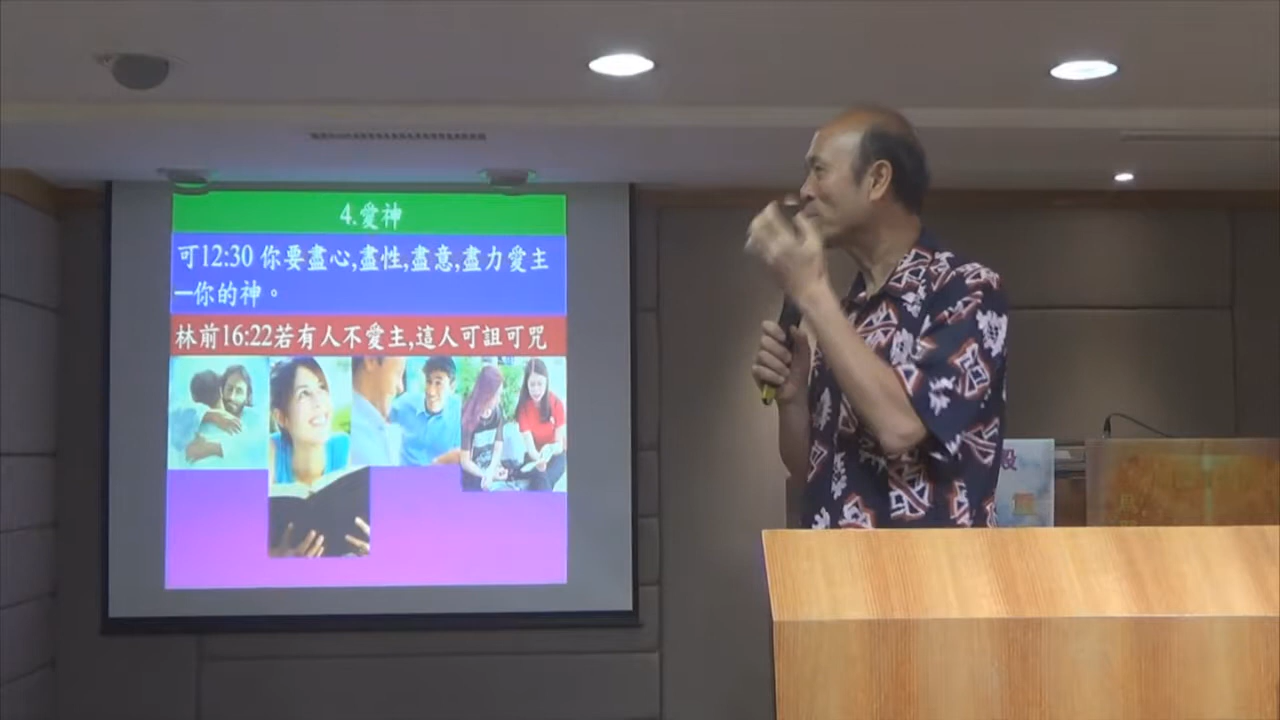 4.愛神
可12:30 你要盡心,盡性,盡意,盡力愛主
—你的神。
林前16:22若有人不愛主,這人可詛可咒